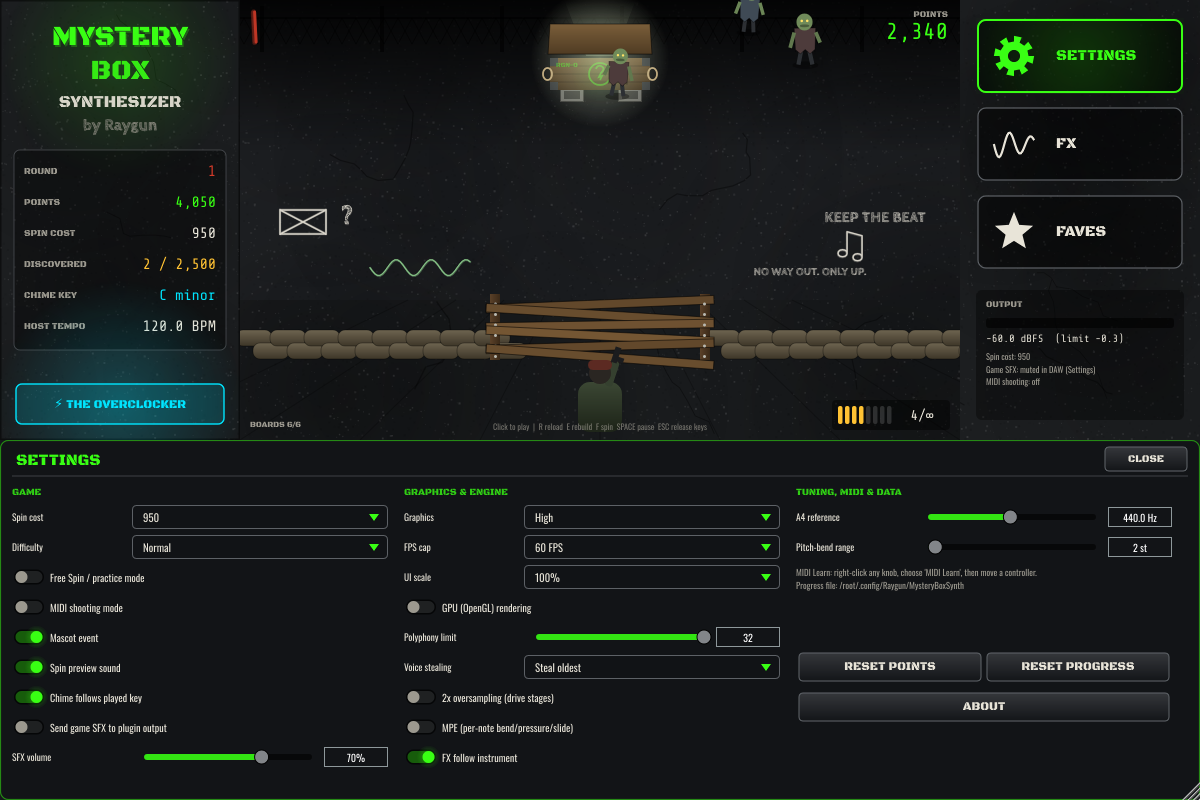 MYSTERY
BOX
SYNTHESIZER
by Raygun
ROUND 1
POINTS 4,050
SPIN COST 950
DISCOVERED 2 / 2,500
CHIME KEY C minor
HOST TEMPO 120.0 BPM
⚡ THE OVERCLOCKER
POINTS
2,340
?
?
KEEP THE BEAT
NO WAY OUT. ONLY UP.
BOARDS 6/6
Click to play | R reload E rebuild F spin SPACE pause ESC release keys
4/∞
SETTINGS
FX
FAVES
OUTPUT
-60.0 dBFS (limit -0.3)
Spin cost: 950
Game SFX: muted in DAW (Settings)
MIDI shooting: off
SETTINGS
CLOSE
GAME
Spin cost 950
Difficulty Normal
Free Spin / practice mode
MIDI shooting mode
Mascot event
Spin preview sound
Chime follows played key
Send game SFX to plugin output
SFX volume 70%
GRAPHICS & ENGINE
Graphics High
FPS cap 60 FPS
UI scale 100%
GPU (OpenGL) rendering
Polyphony limit 32
Voice stealing Steal oldest
2x oversampling (drive stages)
MPE (per-note bend/pressure/slide)
FX follow instrument
TUNING, MIDI & DATA
A4 reference 440.0 Hz
Pitch-bend range 2 st
MIDI Learn: right-click any knob, choose 'MIDI Learn', then move a controller.
Progress file: /root/.config/Raygun/MysteryBoxSynth
RESET POINTS
RESET PROGRESS
ABOUT